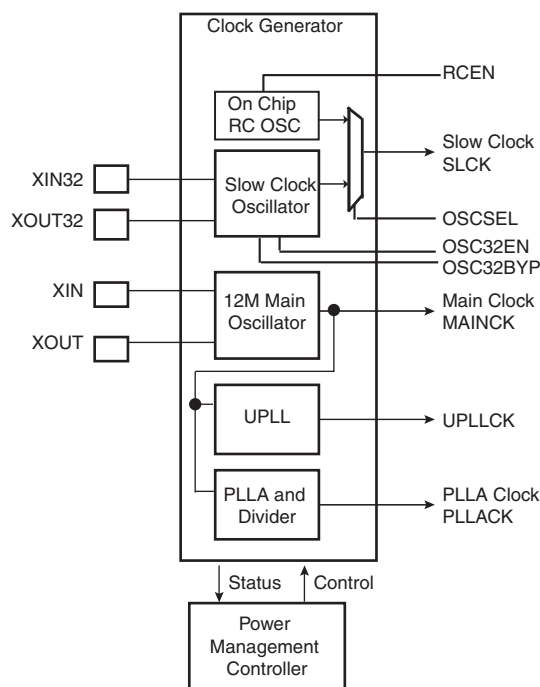 Clock Generator
RCEN
On Chip
RC OSC
Slow Clock
SLCK
XIN32
Slow Clock
Oscillator
XOUT32
OSCSEL
OSC32EN
OSC32BYP
XIN
12M Main
Oscillator
Main Clock
MAINCK
XOUT
UPLL
UPLLCK
PLLA and
Divider
PLLA Clock
PLLACK
Status
Control
Power
Management
Controller